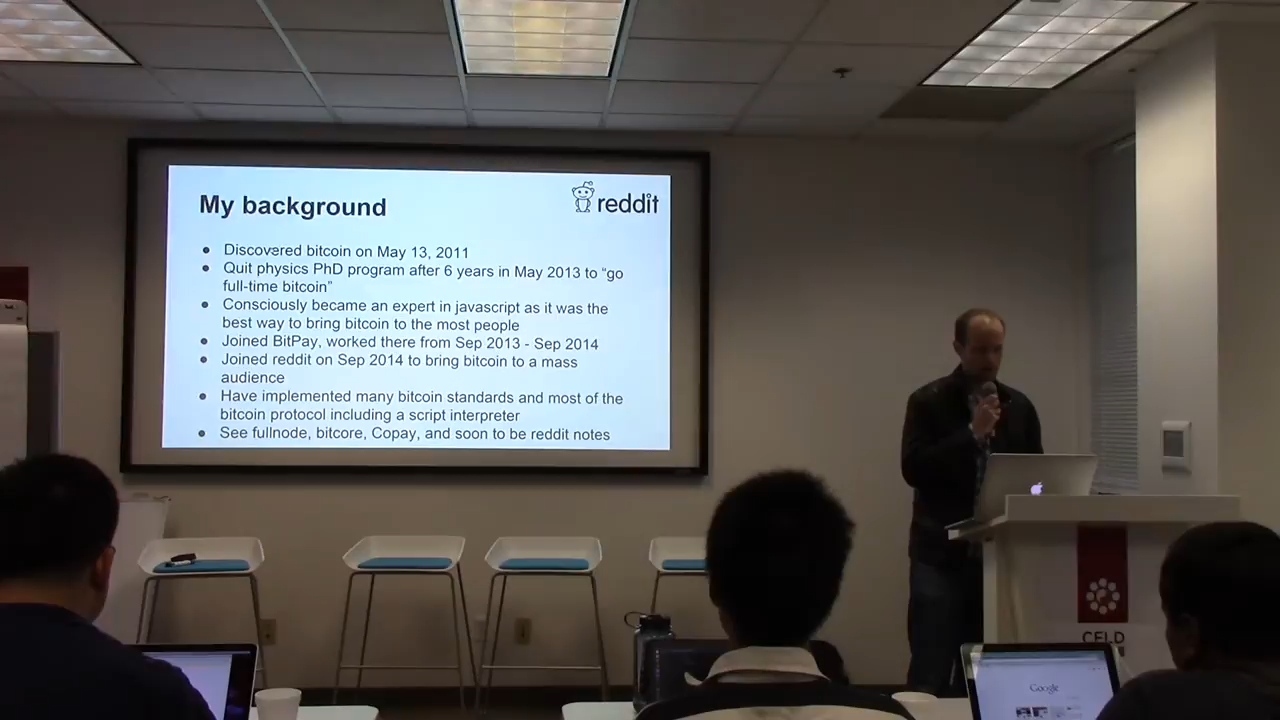 My background
reddit
• Discovered bitcoin on May 13, 2011
• Quit physics PhD program after 6 years in May 2013 to “go
full-time bitcoin”
• Consciously became an expert in javascript as it was the
best way to bring bitcoin to the most people
• Joined BitPay, worked there from Sep 2013 - Sep 2014
• Joined reddit on Sep 2014 to bring bitcoin to a mass
audience
• Have implemented many bitcoin standards and most of the
bitcoin protocol including a script interpreter
• See fullnode, bitcore, Copay, and soon to be reddit notes
Google